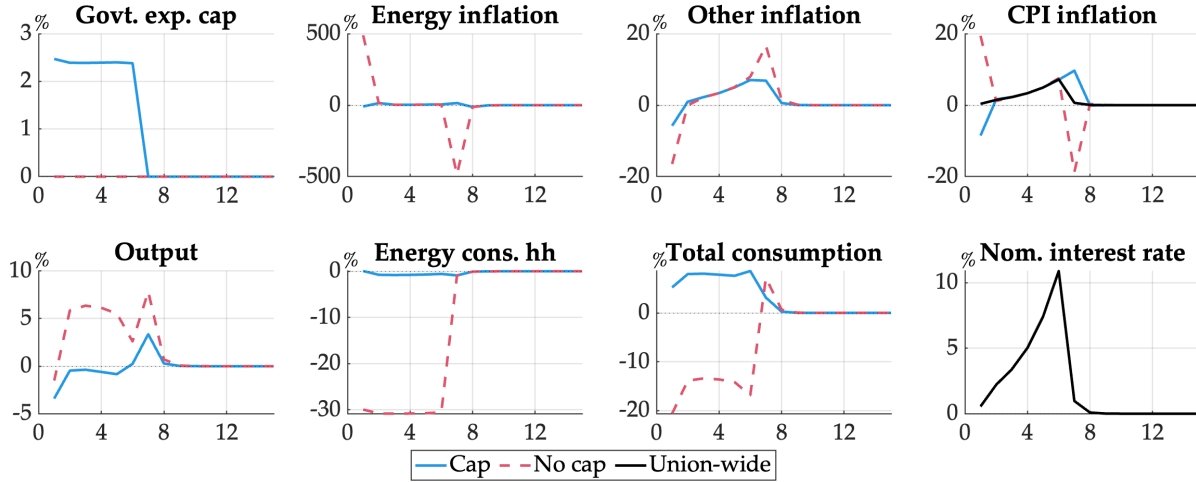 Govt. exp. cap
%
3
2
1
0
0 4 8 12
Energy inflation
%
500
0
-500
0 4 8 12
Other inflation
%
20
0
-20
0 4 8 12
CPI inflation
%
20
0
-20
0 4 8 12
Output
%
10
5
0
-5
0 4 8 12
Energy cons. hh
%
0
-10
-20
-30
0 4 8 12
Total consumption
%
0
-10
-20
0 4 8 12
Nom. interest rate
%
10
5
0
0 4 8 12
Cap No cap Union-wide